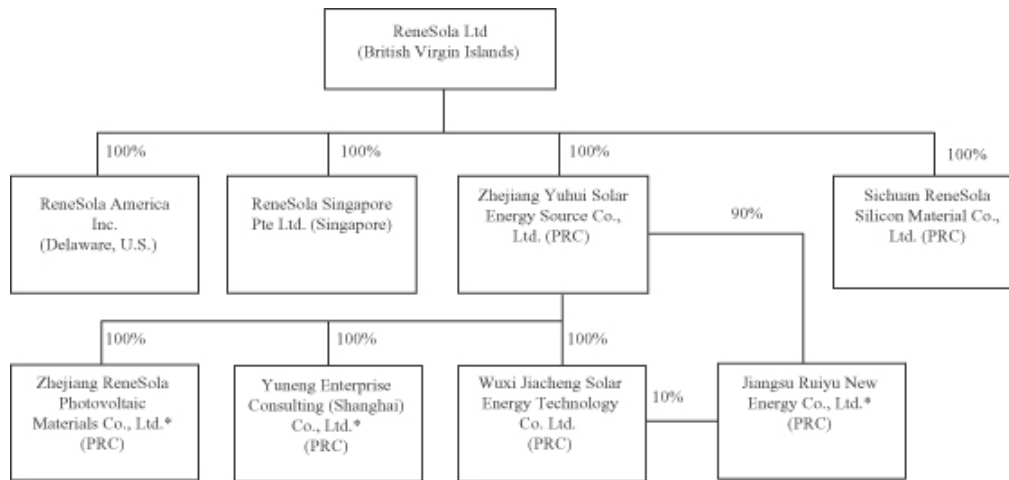 ReneSola Ltd
(British Virgin Islands)
100%
100%
100%
100%
ReneSola America
Inc.
(Delaware, U.S.)
ReneSola Singapore
Pte Ltd. (Singapore)
Zhejiang Yuhui Solar
Energy Source Co.,
Ltd. (PRC)
90%
Sichuan ReneSola
Silicon Material Co.,
Ltd. (PRC)
100%
100%
100%
Zhejiang ReneSola
Photovoltaic
Materials Co., Ltd.*
(PRC)
Yuneng Enterprise
Consulting (Shanghai)
Co., Ltd.*
(PRC)
Wuxi Jiacheng Solar
Energy Technology
Co. Ltd.
(PRC)
10%
Jiangsu Ruiyu New
Energy Co., Ltd.*
(PRC)